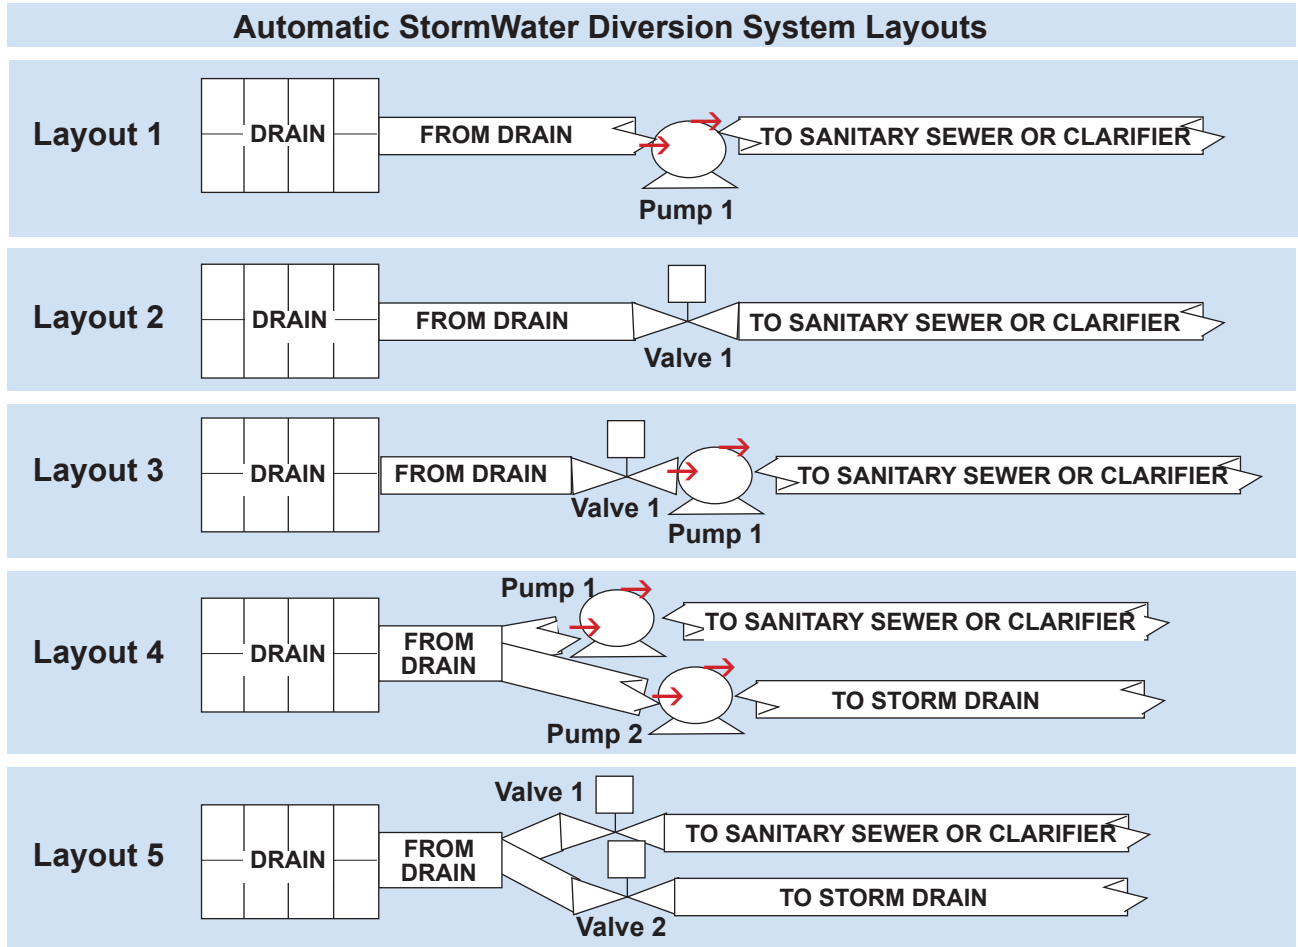 Automatic StormWater Diversion System Layouts
Layout 1
DRAIN
FROM DRAIN
TO SANITARY SEWER OR CLARIFIER
Pump 1
Layout 2
DRAIN
FROM DRAIN
TO SANITARY SEWER OR CLARIFIER
Valve 1
Layout 3
DRAIN
FROM DRAIN
TO SANITARY SEWER OR CLARIFIER
Valve 1
Pump 1
Layout 4
DRAIN
FROM
DRAIN
Pump 1
TO SANITARY SEWER OR CLARIFIER
TO STORM DRAIN
Pump 2
Layout 5
DRAIN
FROM
DRAIN
Valve 1
TO SANITARY SEWER OR CLARIFIER
TO STORM DRAIN
Valve 2